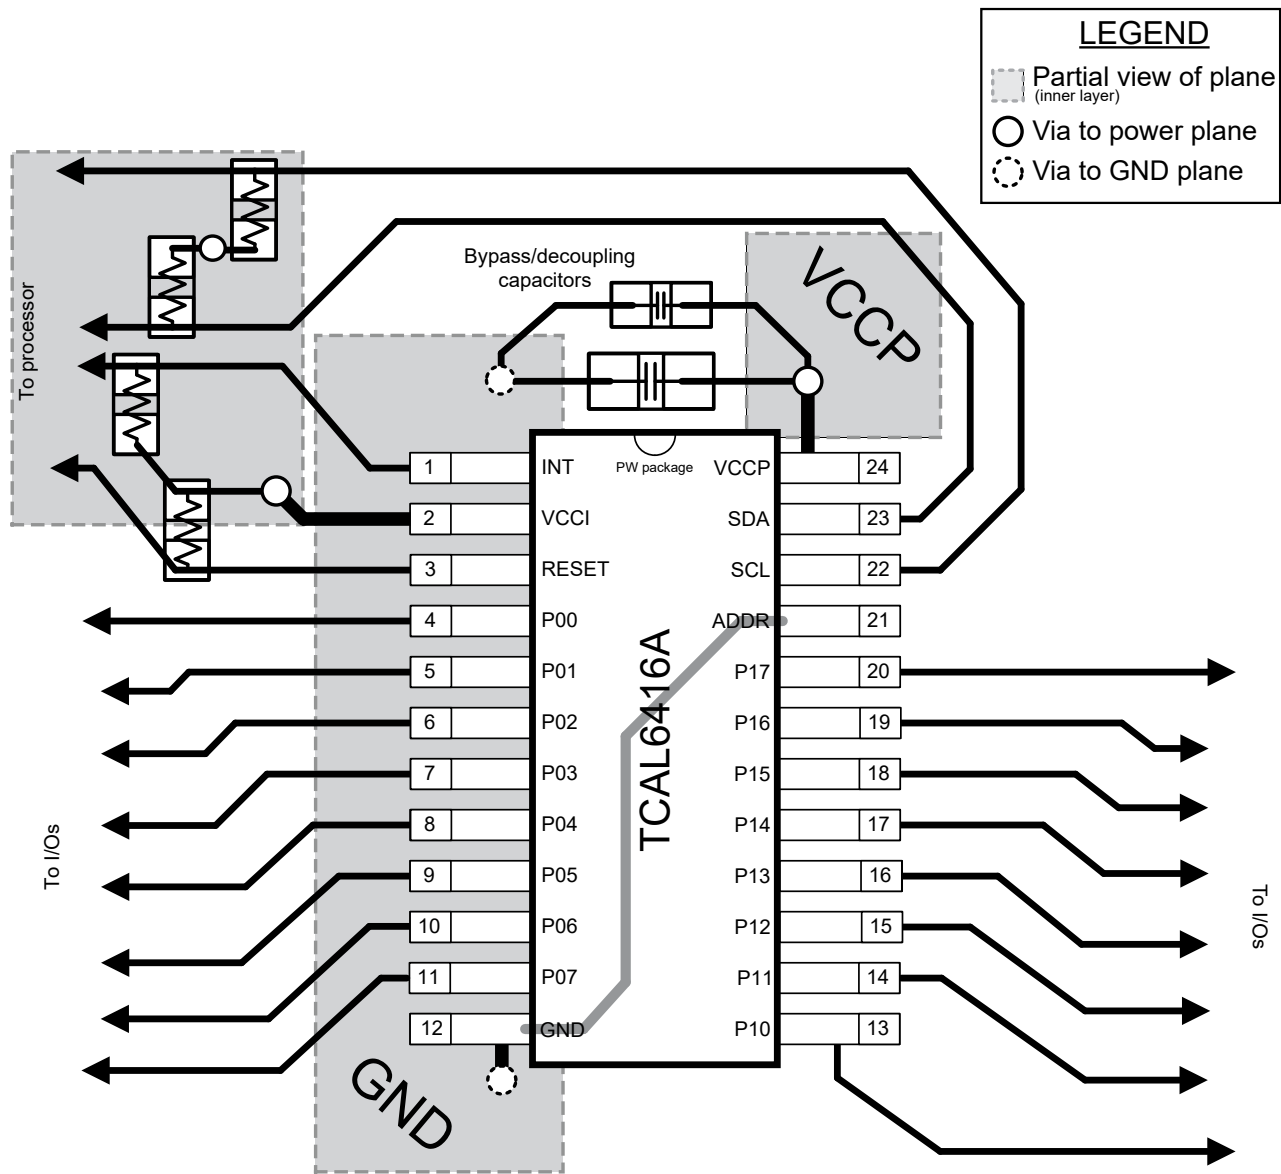 LEGEND
Partial view of plane
(inner layer)
Via to power plane
Via to GND plane
To processor
Bypass/decoupling
capacitors
VCCP
PW package
TCAL6416A
1 INT
2 VCCI
3 RESET
4 P00
5 P01
6 P02
7 P03
8 P04
9 P05
10 P06
11 P07
12 GND
VCCP 24
SDA 23
SCL 22
ADDR 21
P17 20
P16 19
P15 18
P14 17
P13 16
P12 15
P11 14
P10 13
To I/Os
To I/Os
GND